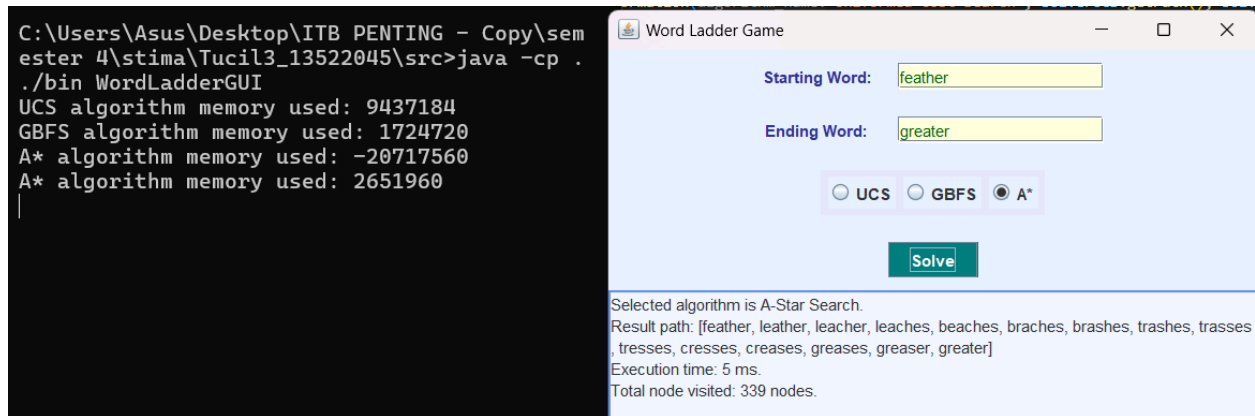 C:\Users\Asus\Desktop\ITB PENTING - Copy\sem
ester 4\stima\Tucil3_13522045\src>java -cp .
./bin WordLadderGUI
UCS algorithm memory used: 9437184
GBFS algorithm memory used: 1724720
A* algorithm memory used: -20717560
A* algorithm memory used: 2651960
Word Ladder Game
Starting Word: feather
Ending Word: greater
UCS GBFS A*
Solve
Selected algorithm is A-Star Search.
Result path: [feather, leather, leacher, leaches, beaches, braches, brashes, trashes, trasses
, tresses, cresses, creases, greases, greaser, greater]
Execution time: 5 ms.
Total node visited: 339 nodes.